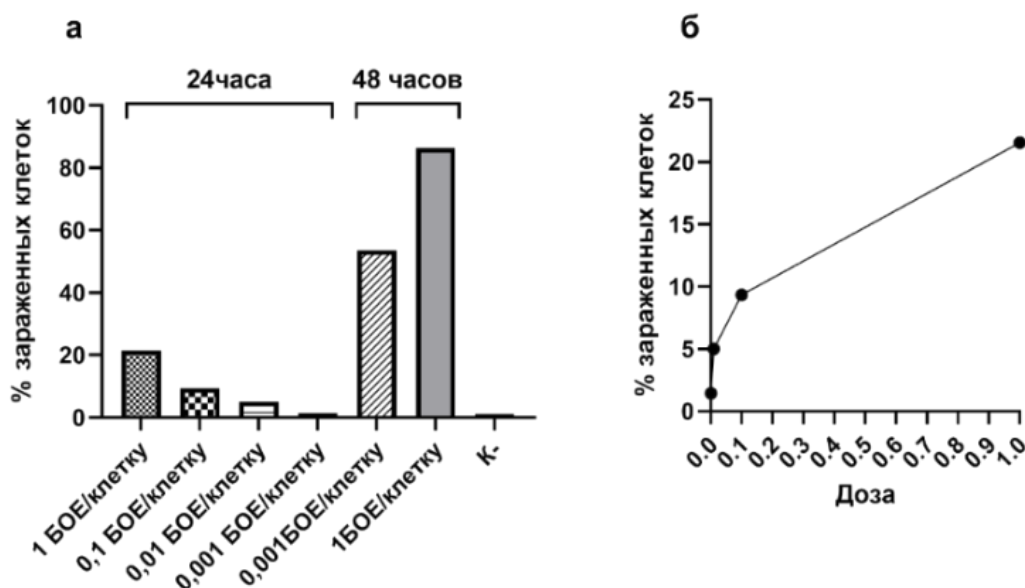 а
24часа
48 часов
% зараженных клеток
100
80
60
40
20
0
1 БОЕ/клетку
0,1 БОЕ/клетку
0,01 БОЕ/клетку
0,001 БОЕ/клетку
0,001БОЕ/клетку
1БОЕ/клетку
К-
б
% зараженных клеток
25
20
15
10
5
0
0.0
0.1
0.2
0.3
0.4
0.5
0.6
0.7
0.8
0.9
1.0
Доза